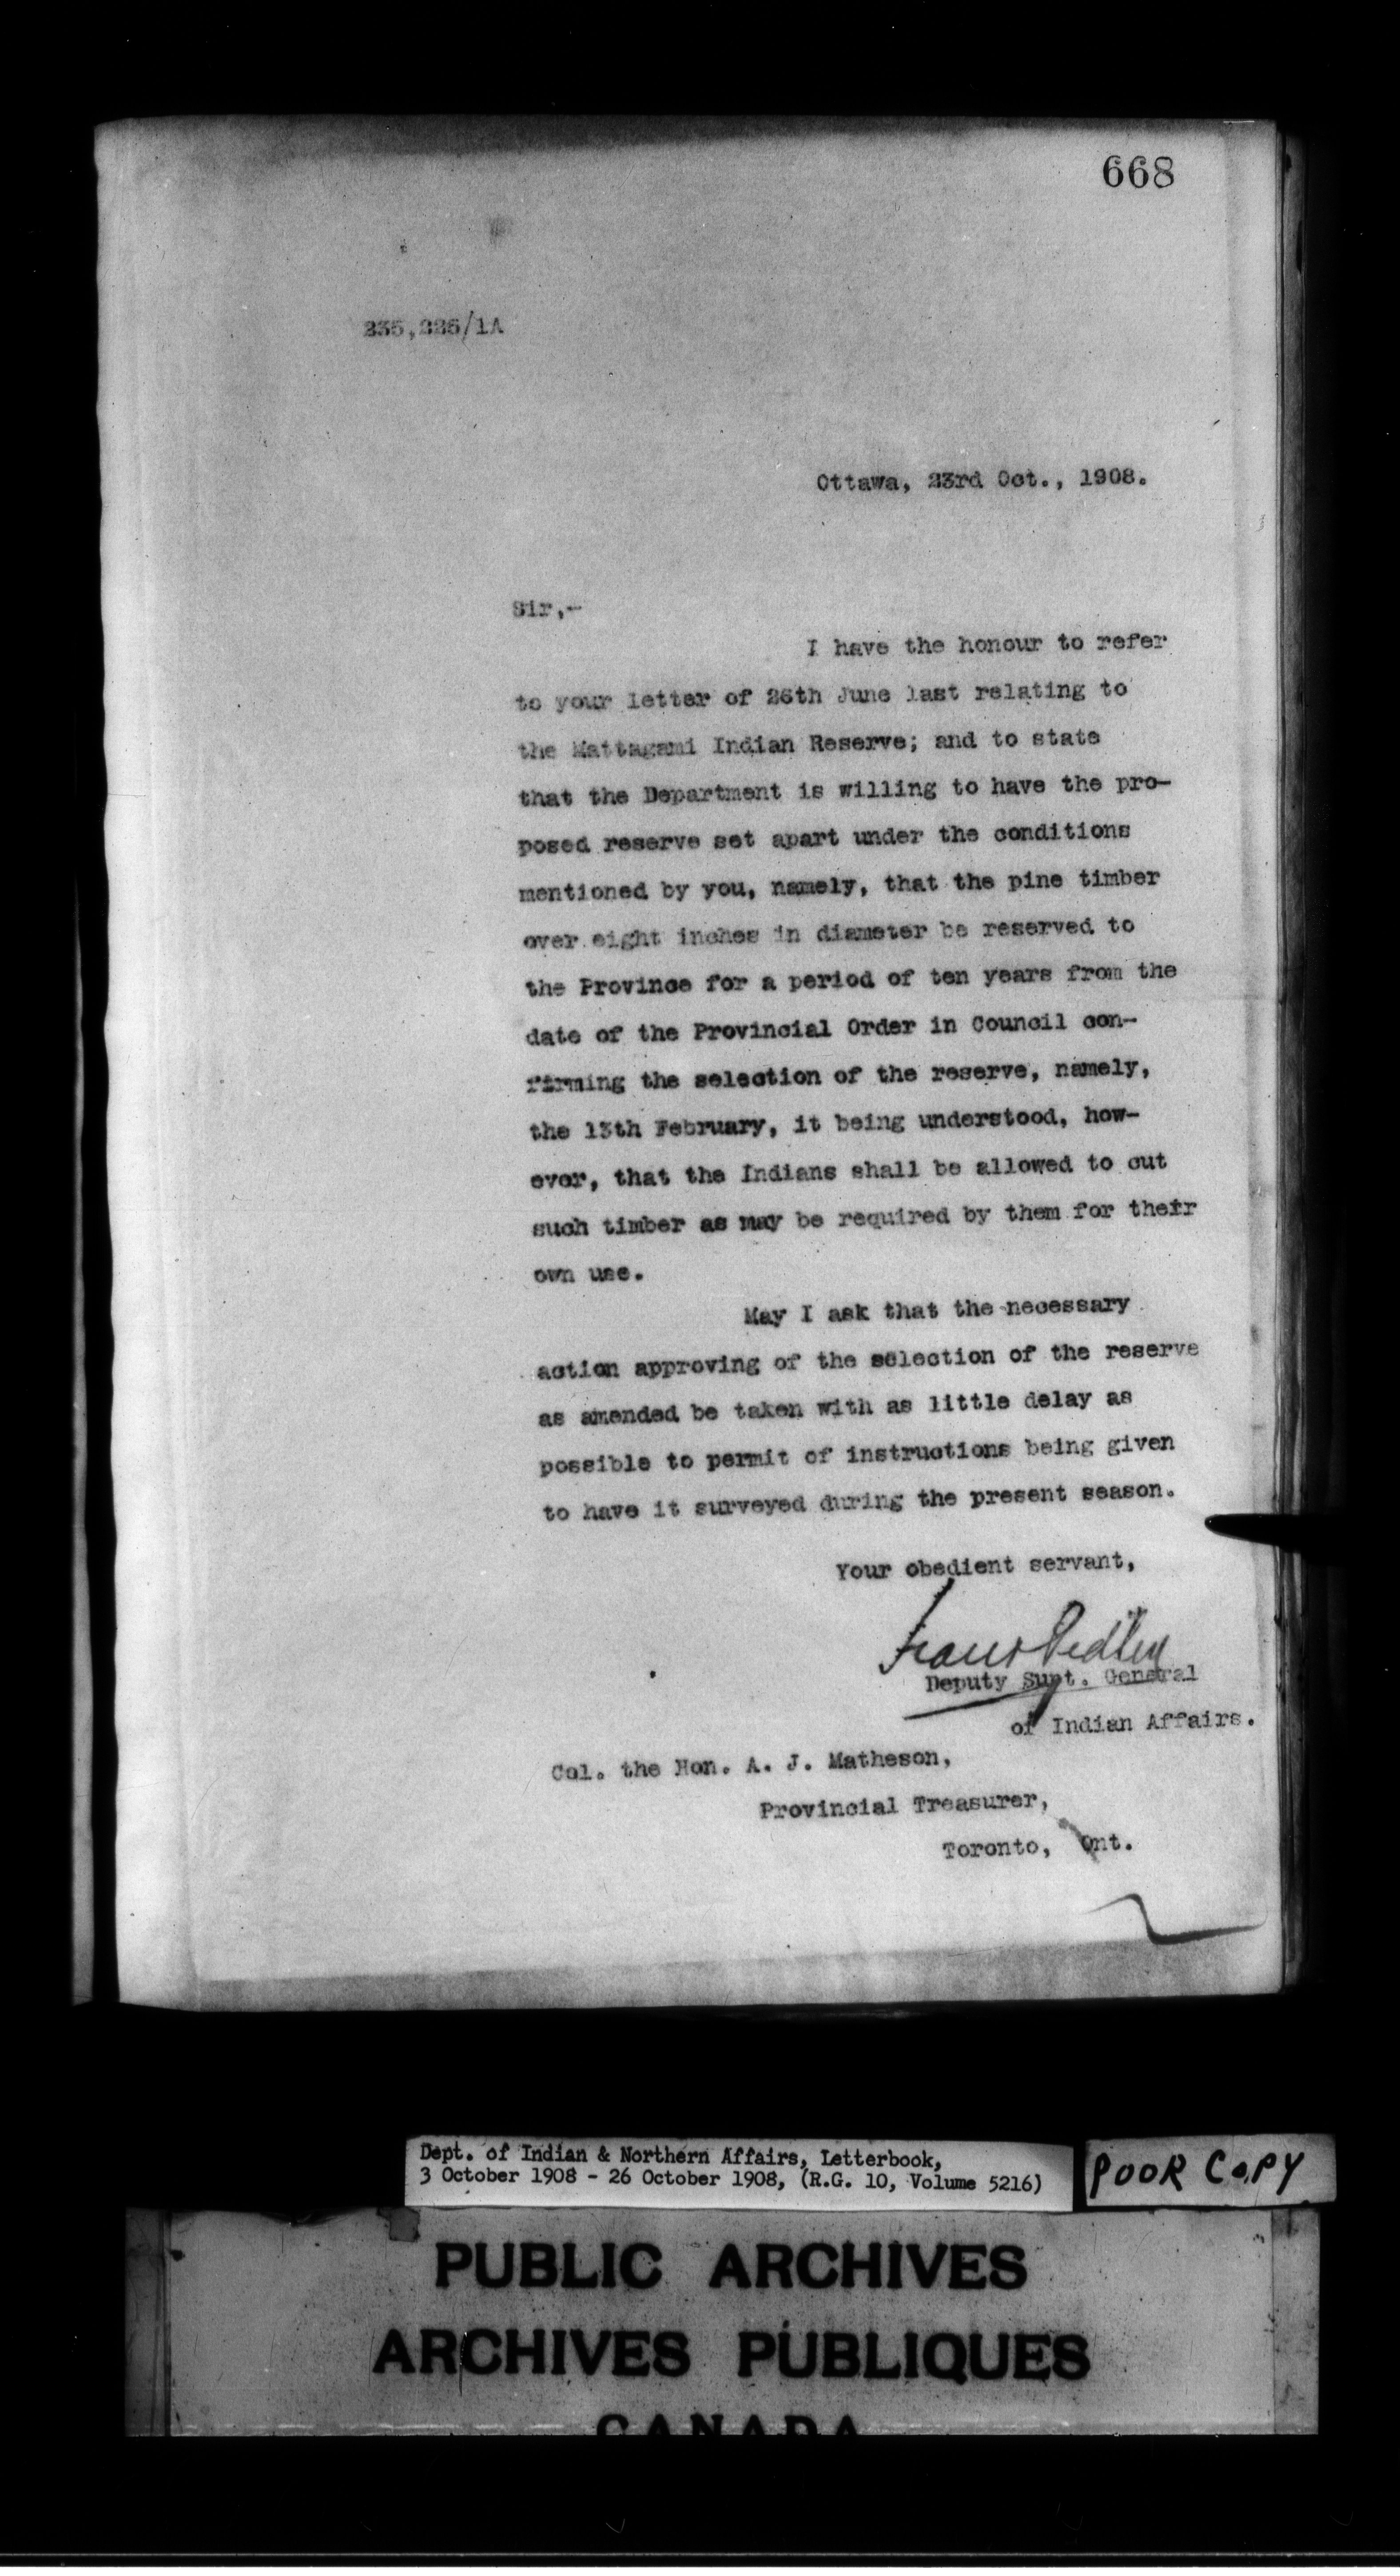 668
235,225/1A
Ottawa, 23rd Oct., 1908.
Sir,-
I have the honour to refer
to your letter of 26th June last relating to
the Mattagami Indian Reserve; and to state
that the Department is willing to have the pro-
posed reserve set apart under the conditions
mentioned by you, namely, that the pine timber
over eight inches in diameter be reserved to
the Province for a period of ten years from the
date of the Provincial Order in Council con-
firming the selection of the reserve, namely,
the 13th February, it being understood, how-
ever, that the Indians shall be allowed to cut
such timber as may be required by them for their
own use.
May I ask that the necessary
action approving of the selection of the reserve
as amended be taken with as little delay as
possible to permit of instructions being given
to have it surveyed during the present season.
Your obedient servant,
Frank Pedley
Deputy Supt. General
of Indian Affairs.
Col. the Hon. A. J. Matheson,
Provincial Treasurer,
Toronto, Ont.
Dept. of Indian & Northern Affairs, Letterbook,
3 October 1908 - 26 October 1908, (R.G. 10, Volume 5216)
POOR COPY
PUBLIC ARCHIVES
ARCHIVES PUBLIQUES
CANADA